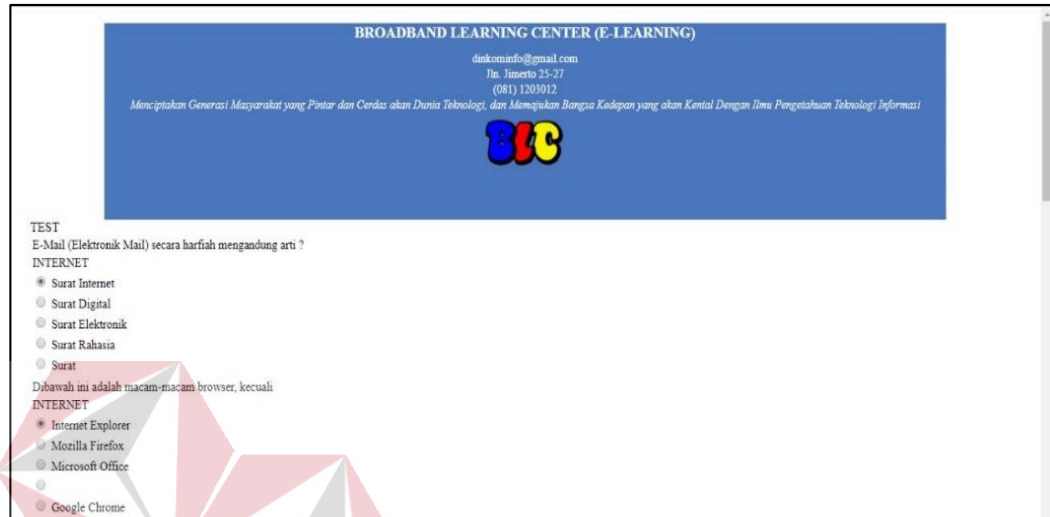 BROADBAND LEARNING CENTER (E-LEARNING)
dinkominfo@gmail.com
Jln. Jimerto 25-27
(081) 1203012
Menciptakan Generasi Masyarakat yang Pintar dan Cerdas akan Dunia Teknologi, dan Memajukan Bangsa Kedepan yang akan Kental Dengan Ilmu Pengetahuan Teknologi Informasi
BLC
TEST
E-Mail (Elektronik Mail) secara harfiah mengandung arti ?
INTERNET
Surat Internet
Surat Digital
Surat Elektronik
Surat Rahasia
Surat
Dibawah ini adalah macam-macam browser, kecuali
INTERNET
Internet Explorer
Mozilla Firefox
Microsoft Office
Google Chrome